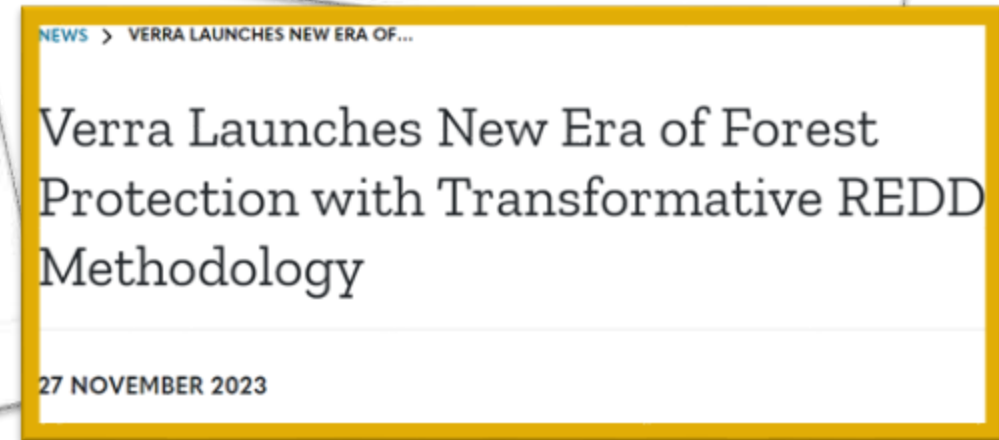 NEWS > VERRA LAUNCHES NEW ERA OF...
Verra Launches New Era of Forest
Protection with Transformative REDD
Methodology
27 NOVEMBER 2023